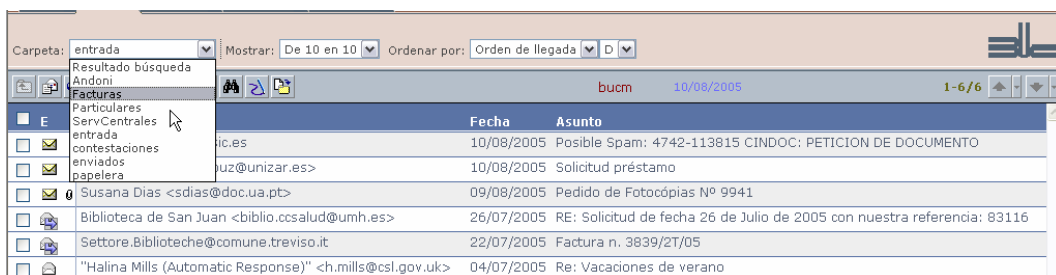 Carpeta: entrada Mostrar: De 10 en 10 Ordenar por: Orden de llegada D
Resultado búsqueda
Andoni
Facturas
Particulares
ServCentrales
entrada
contestaciones
enviados
papelera
bucm 10/08/2005 1-6/6
E Fecha Asunto
sic.es 10/08/2005 Posible Spam: 4742-113815 CINDOC: PETICION DE DOCUMENTO
buz@unizar.es> 10/08/2005 Solicitud préstamo
Susana Dias <sdias@doc.ua.pt> 09/08/2005 Pedido de Fotocópias Nº 9941
Biblioteca de San Juan <biblio.ccsalud@umh.es> 26/07/2005 RE: Solicitud de fecha 26 de Julio de 2005 con nuestra referencia: 83116
Settore.Biblioteche@comune.treviso.it 22/07/2005 Factura n. 3839/2T/05
"Halina Mills (Automatic Response)" <h.mills@csl.gov.uk> 04/07/2005 Re: Vacaciones de verano